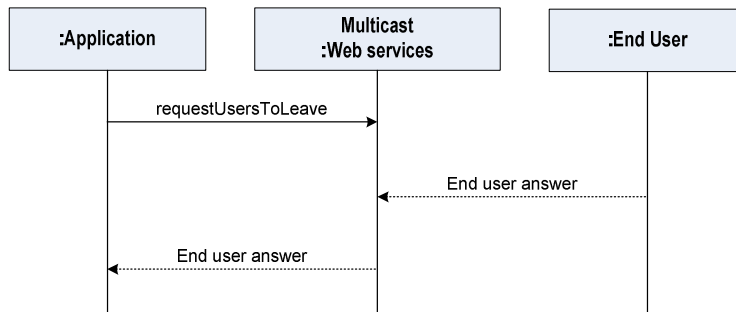 :Application
Multicast
:Web services
:End User
requestUsersToLeave
End user answer
End user answer